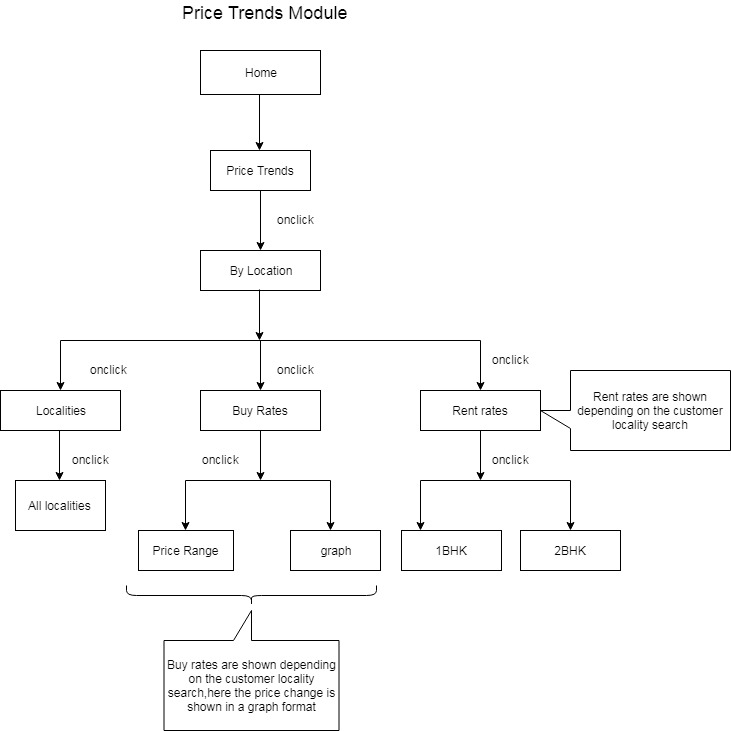 Price Trends Module
Home
Price Trends
onclick
By Location
onclick
onclick
onclick
Localities
Buy Rates
Rent rates
Rent rates are shown
depending on the customer
locality search
onclick
onclick
onclick
All localities
Price Range
graph
1BHK
2BHK
Buy rates are shown depending
on the customer locality
search,here the price change is
shown in a graph format